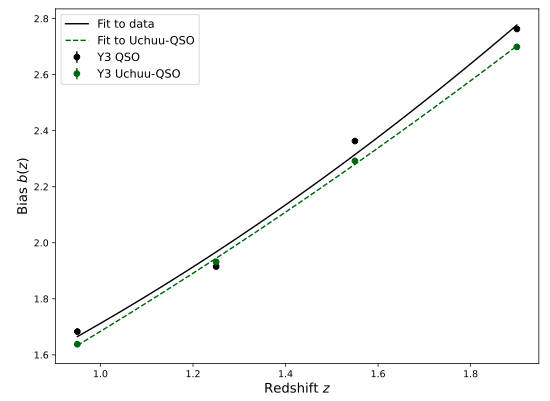 Fit to data
Fit to Uchuu-QSO
Y3 QSO
Y3 Uchuu-QSO
2.8
2.6
2.4
2.2
2.0
1.8
1.6
Bias b(z)
1.0 1.2 1.4 1.6 1.8
Redshift z